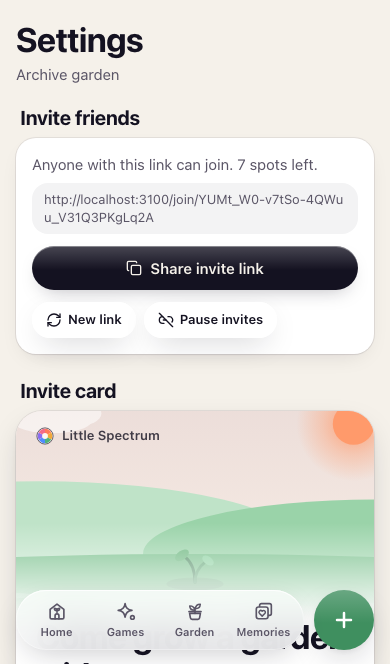 Settings
Archive garden
Invite friends
Anyone with this link can join. 7 spots left.
http://localhost:3100/join/YUMt_W0-v7tSo-4QWu
u_V31Q3PKgLq2A
Share invite link
New link
Pause invites
Invite card
Little Spectrum
Home
Games
Garden
Memories